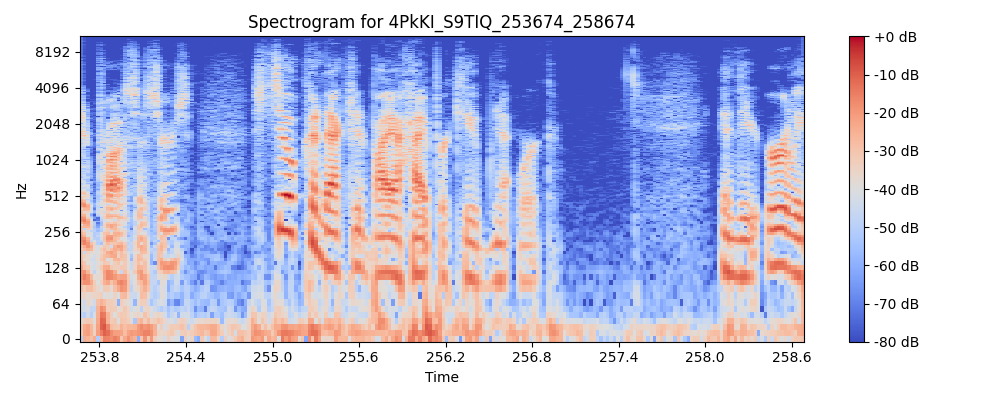 Spectrogram for 4PkKI_S9TIQ_253674_258674
Hz
8192
4096
2048
1024
512
256
128
64
0
253.8 254.4 255.0 255.6 256.2 256.8 257.4 258.0 258.6
Time
+0 dB
-10 dB
-20 dB
-30 dB
-40 dB
-50 dB
-60 dB
-70 dB
-80 dB